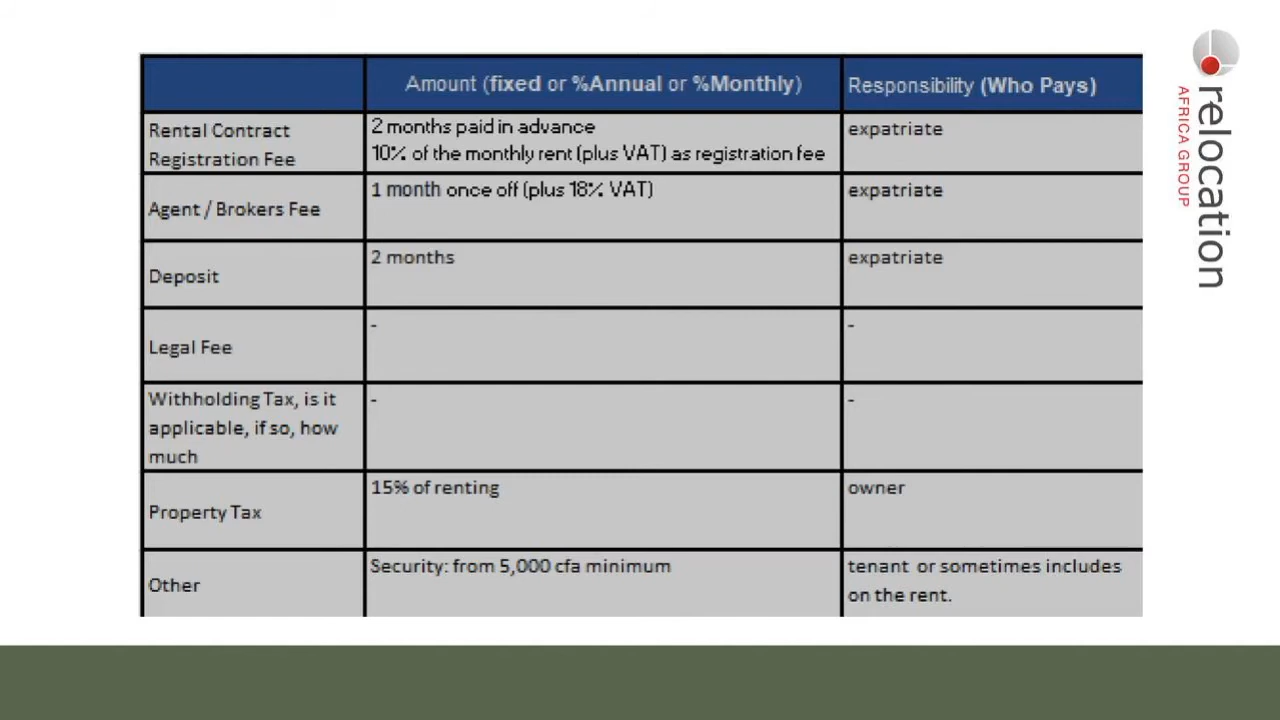 Amount (fixed or %Annual or %Monthly)
Responsibility (Who Pays)
Rental Contract
Registration Fee
2 months paid in advance
10% of the monthly rent (plus VAT) as registration fee
expatriate
Agent / Brokers Fee
1 month once off (plus 18% VAT)
expatriate
Deposit
2 months
expatriate
Legal Fee
-
-
Withholding Tax, is it
applicable, if so, how
much
-
-
Property Tax
15% of renting
owner
Other
Security: from 5,000 cfa minimum
tenant or sometimes includes
on the rent.
relocation
AFRICA GROUP